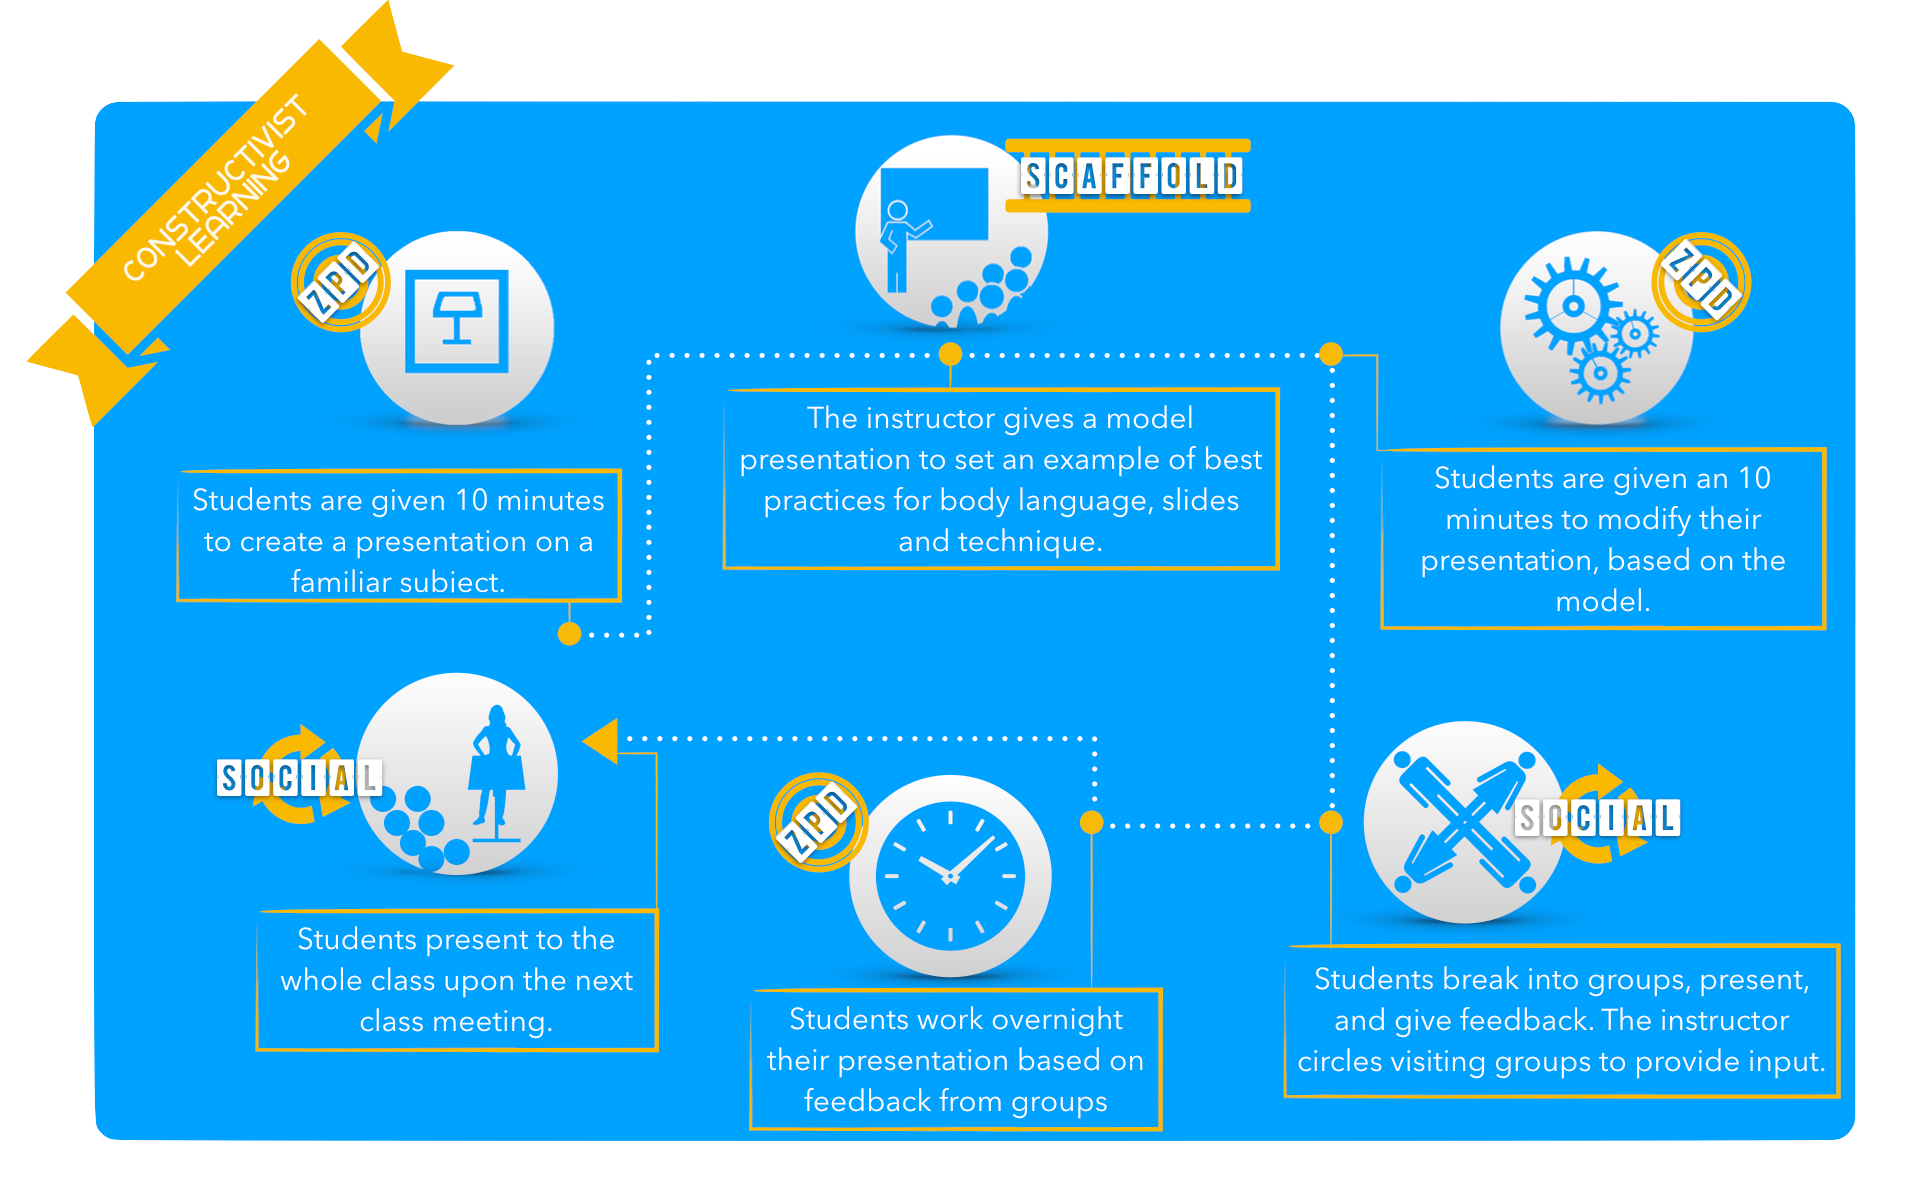 CONSTRUCTIVIST
LEARNING
ZPD
Students are given 10 minutes
to create a presentation on a
familiar subject.
SCAFFOLD
The instructor gives a model
presentation to set an example of best
practices for body language, slides
and technique.
ZPD
Students are given an 10
minutes to modify their
presentation, based on the
model.
SOCIAL
Students break into groups, present,
and give feedback. The instructor
circles visiting groups to provide input.
ZPD
Students work overnight
their presentation based on
feedback from groups
SOCIAL
Students present to the
whole class upon the next
class meeting.